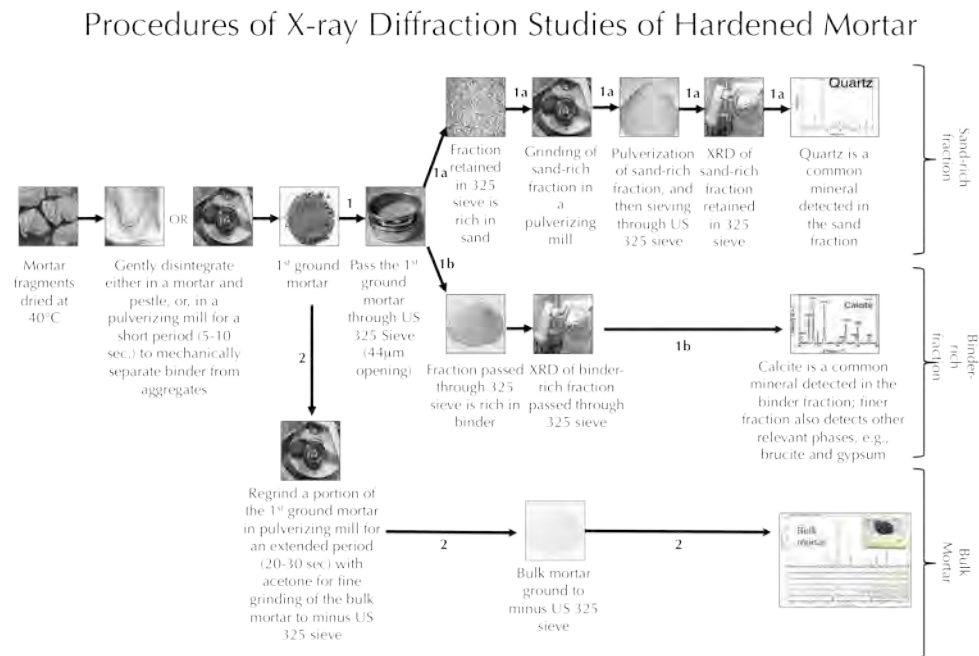 Procedures of X-ray Diffraction Studies of Hardened Mortar
1a
1a
1a
1a
Quartz
1a
Fraction
retained
in 325
sieve is
rich in
sand
Grinding of
sand-rich
fraction in
a
pulverizing
mill
Pulverization
of sand-rich
fraction, and
then sieving
through US
325 sieve
XRD of
sand-rich
fraction
retained
in 325
sieve
Quartz is a
common
mineral
detected in
the sand
fraction
Sand-rich
fraction
OR
1
Mortar
fragments
dried at
40°C
Gently disintegrate
either in a mortar and
pestle, or, in a
pulverizing mill for a
short period (5-10
sec.) to mechanically
separate binder from
aggregates
1st ground
mortar
Pass the 1st
ground
mortar
through US
325 Sieve
(44μm
opening)
1b
1b
Calcite
Fraction passed
through 325
sieve is rich in
binder
XRD of binder-
rich fraction
passed through
325 sieve
Calcite is a common
mineral detected in the
binder fraction; finer
fraction also detects other
relevant phases, e.g.,
brucite and gypsum
Binder-
rich
fraction
2
Regrind a portion of
the 1st ground mortar
in pulverizing mill for
an extended period
(20-30 sec) with
acetone for fine
grinding of the bulk
mortar to minus US
325 sieve
2
Bulk mortar
ground to
minus US 325
sieve
2
Bulk
mortar
Bulk
Mortar